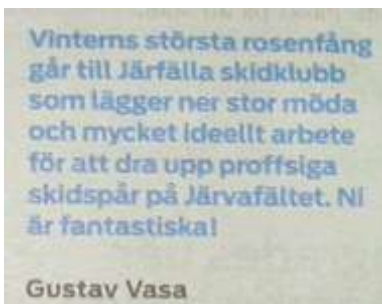 Vinterns största rosenfång
går till Järfälla skidklubb
som lägger ner stor möda
och mycket ideellt arbete
för att dra upp proffsiga
skidspår på Järvafältet. Ni
är fantastiska!
Gustav Vasa